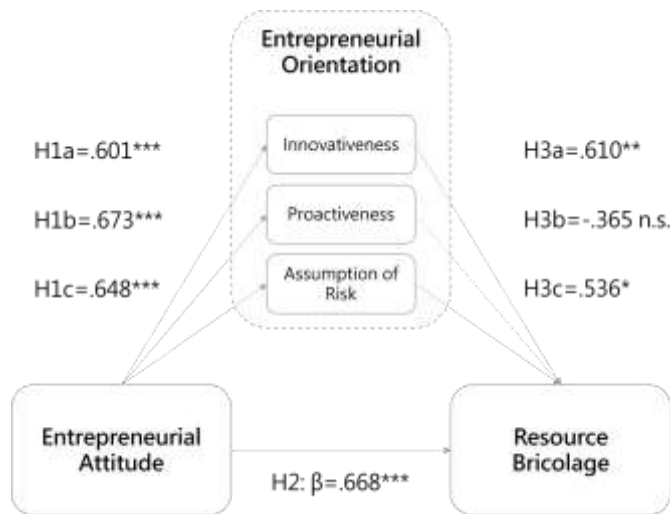 Entrepreneurial
Orientation
H1a=.601***
Innovativeness
H3a=.610**
H1b=.673***
Proactiveness
H3b=-.365 n.s.
H1c=.648***
Assumption of
Risk
H3c=.536*
Entrepreneurial
Attitude
Resource
Bricolage
H2: β=.668***